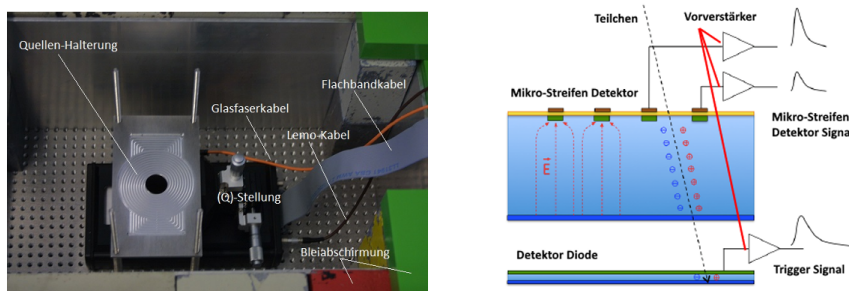 Quellen-Halterung
Glasfaserkabel
Flachbandkabel
Lemo-Kabel
(Q)-Stellung
Bleiabschirmung
Teilchen
Vorverstärker
Mikro-Streifen Detektor
Mikro-Streifen
Detektor Signal
E
Detektor Diode
Trigger Signal